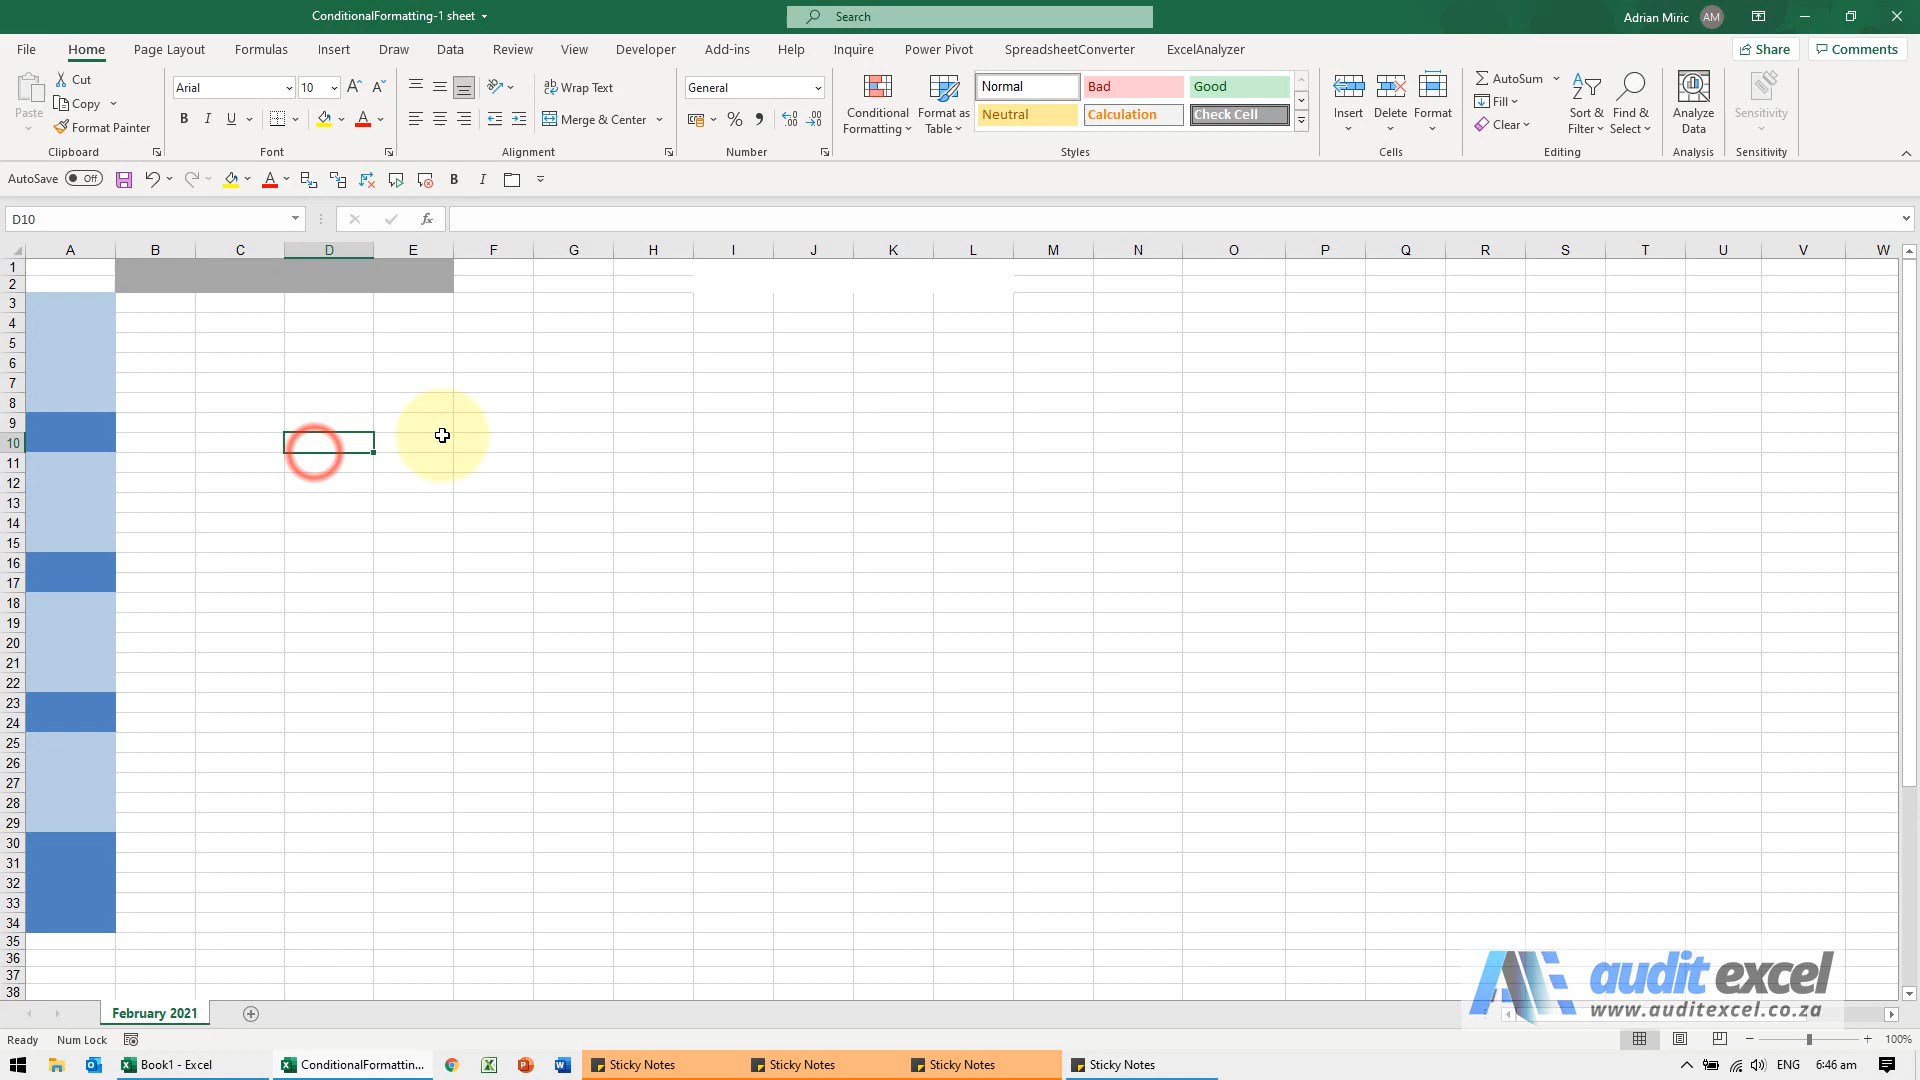 ConditionalFormatting-1 sheet
Search
Adrian Miric AM
File Home Page Layout Formulas Insert Draw Data Review View Developer Add-ins Help Inquire Power Pivot SpreadsheetConverter ExcelAnalyzer Share Comments
Paste
Cut
Copy
Format Painter
Clipboard
Arial 10
B I U
Font
Wrap Text
Merge & Center
Alignment
General
Number
Conditional Formatting
Format as Table
Normal Bad Good
Neutral Calculation Check Cell
Styles
Insert Delete Format
Cells
AutoSum
Fill
Clear
Sort & Filter
Find & Select
Editing
Analyze Data
Analysis
Sensitivity
Sensitivity
AutoSave Off
B I
D10
fx
A B C D E F G H I J K L M N O P Q R S T U V W
1
2
3
4
5
6
7
8
9
10
11
12
13
14
15
16
17
18
19
20
21
22
23
24
25
26
27
28
29
30
31
32
33
34
35
36
37
38
audit excel
www.auditexcel.co.za
February 2021
Ready Num Lock
100%
Book1 - Excel
ConditionalFormattin...
Sticky Notes
Sticky Notes
Sticky Notes
Sticky Notes
ENG
6:46 am